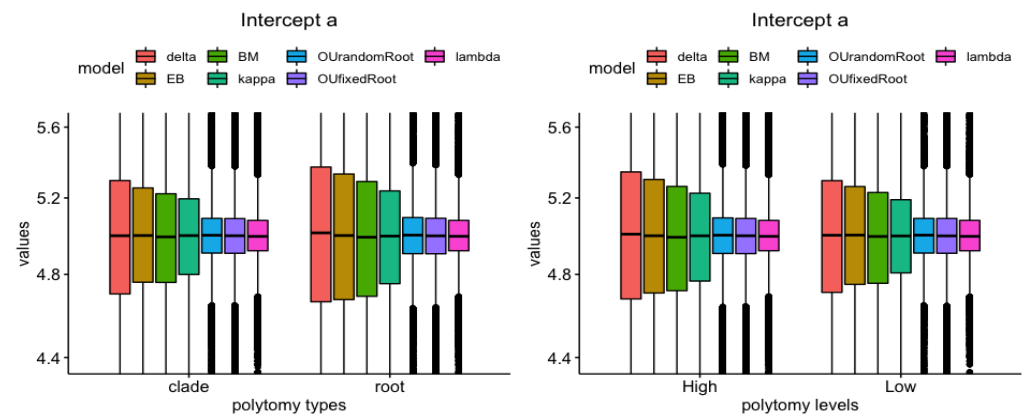 Intercept a
model delta BM OUrandomRoot lambda
EB kappa OUfixedRoot
values
5.6
5.2
4.8
4.4
clade root
polytomy types
Intercept a
model delta BM OUrandomRoot lambda
EB kappa OUfixedRoot
values
5.6
5.2
4.8
4.4
High Low
polytomy levels